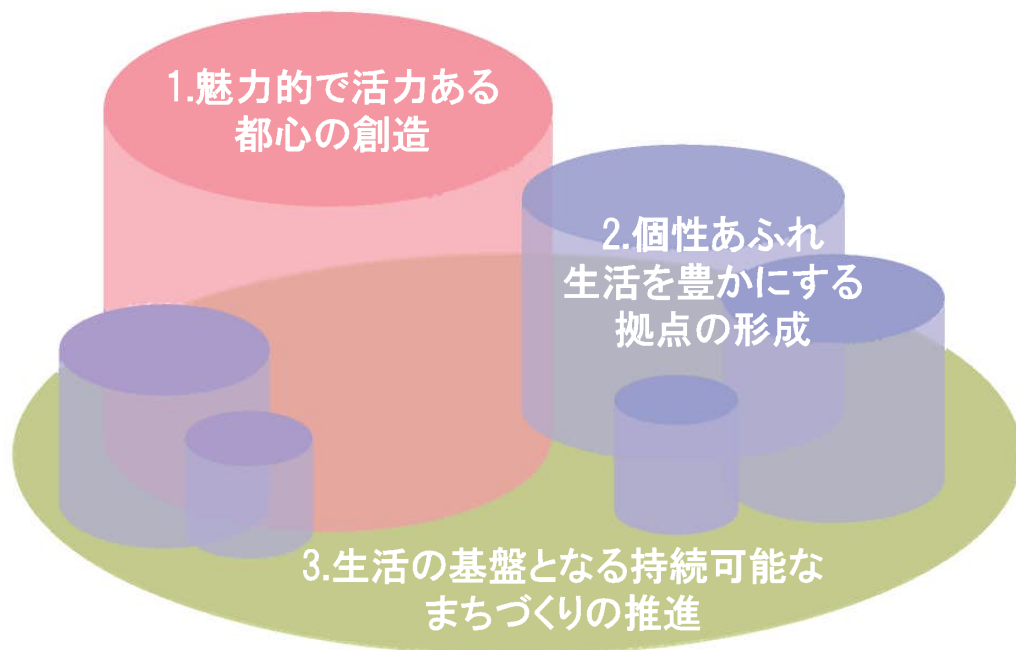 1.魅力的で活力ある
都心の創造
2.個性あふれ
生活を豊かにする
拠点の形成
3.生活の基盤となる持続可能な
まちづくりの推進